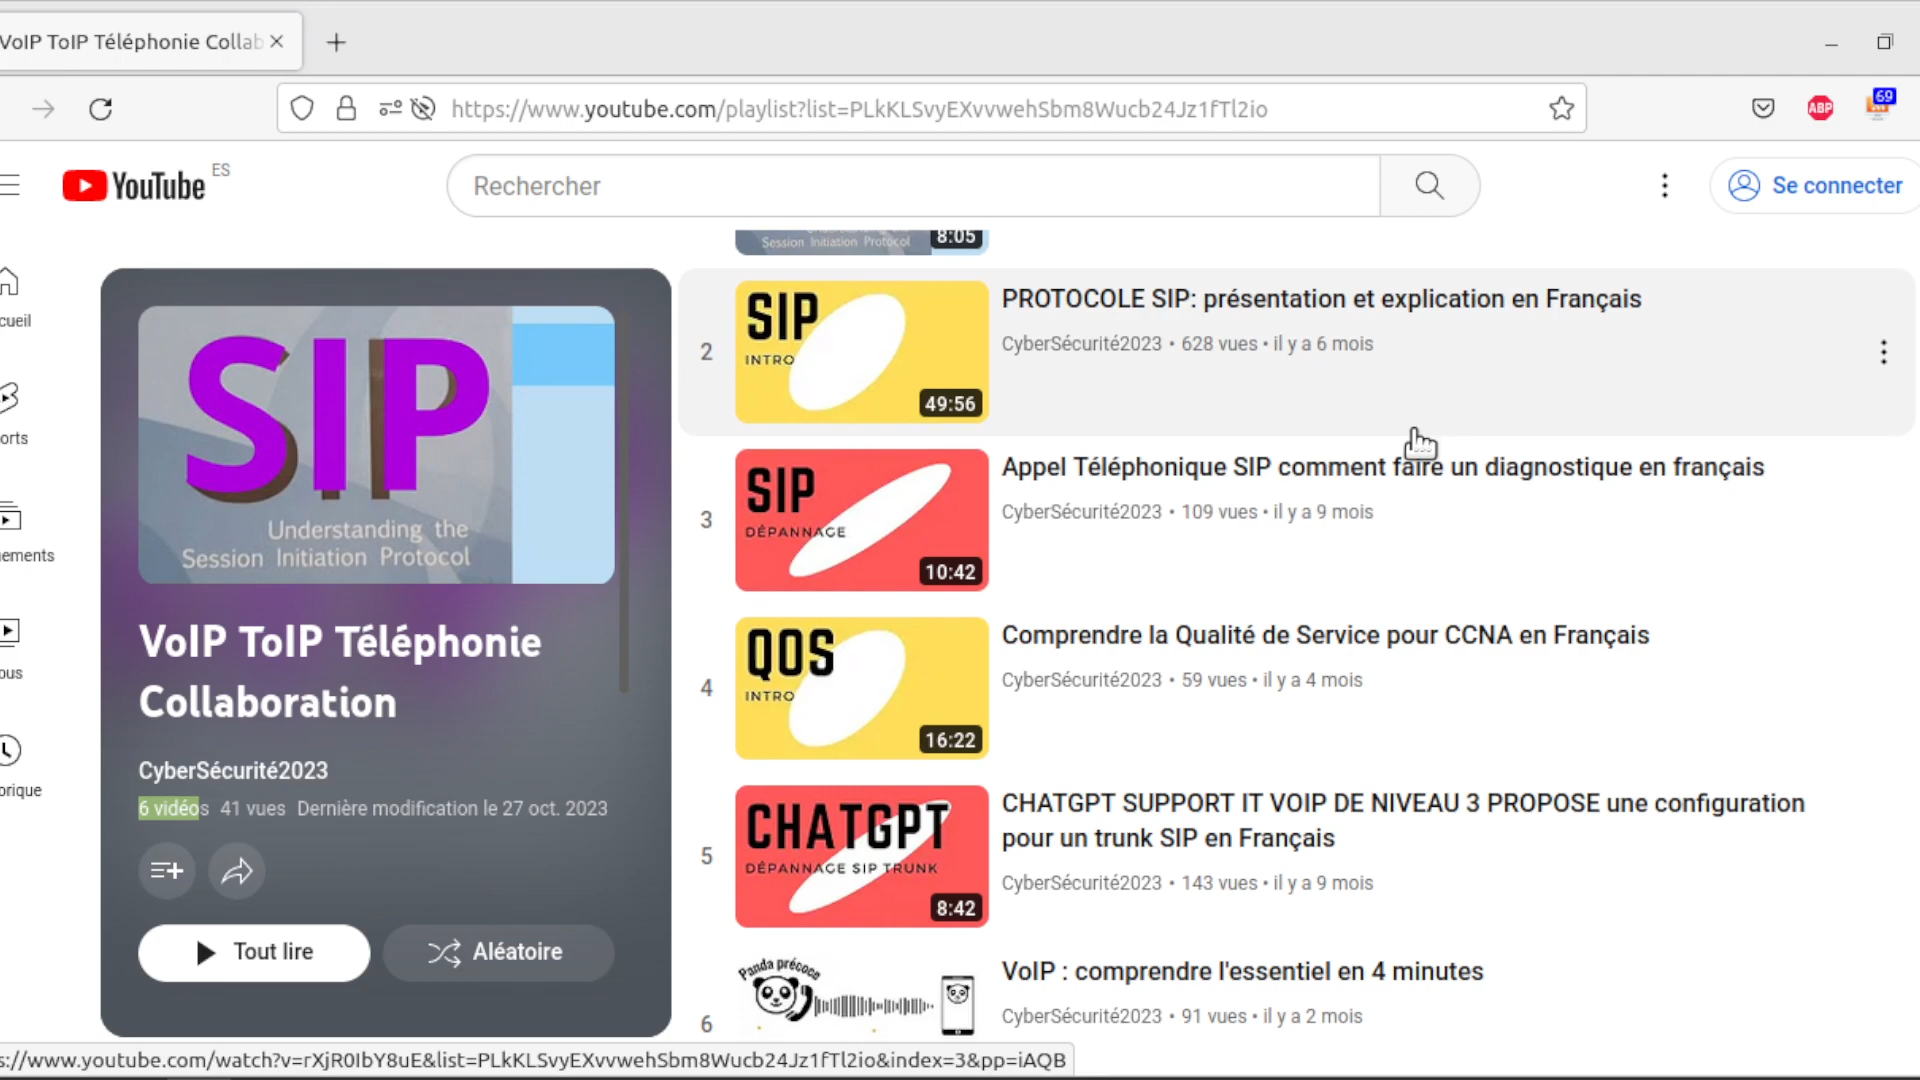 VoIP ToIP Téléphonie Collab
https://www.youtube.com/playlist?list=PLkKLSvyEXvvwehSbm8Wucb24Jz1fTl2io
ABP
69
YouTube ES
Rechercher
Se connecter
cueil
orts
ements
ous
orique
SIP
Understanding the
Session Initiation Protocol
VoIP ToIP Téléphonie
Collaboration
CyberSécurité2023
6 vidéos 41 vues Dernière modification le 27 oct. 2023
Tout lire
Aléatoire
Session Initiation Protocol
8:05
2
SIP
INTRO
49:56
PROTOCOLE SIP: présentation et explication en Français
CyberSécurité2023 • 628 vues • il y a 6 mois
3
SIP
DÉPANNAGE
10:42
Appel Téléphonique SIP comment faire un diagnostique en français
CyberSécurité2023 • 109 vues • il y a 9 mois
4
QOS
INTRO
16:22
Comprendre la Qualité de Service pour CCNA en Français
CyberSécurité2023 • 59 vues • il y a 4 mois
5
CHATGPT
DÉPANNAGE SIP TRUNK
8:42
CHATGPT SUPPORT IT VOIP DE NIVEAU 3 PROPOSE une configuration
pour un trunk SIP en Français
CyberSécurité2023 • 143 vues • il y a 9 mois
6
Panda précoce
VoIP : comprendre l'essentiel en 4 minutes
CyberSécurité2023 • 91 vues • il y a 2 mois
s://www.youtube.com/watch?v=rXjR0IbY8uE&list=PLkKLSvyEXvvwehSbm8Wucb24Jz1fTl2io&index=3&pp=iAQB